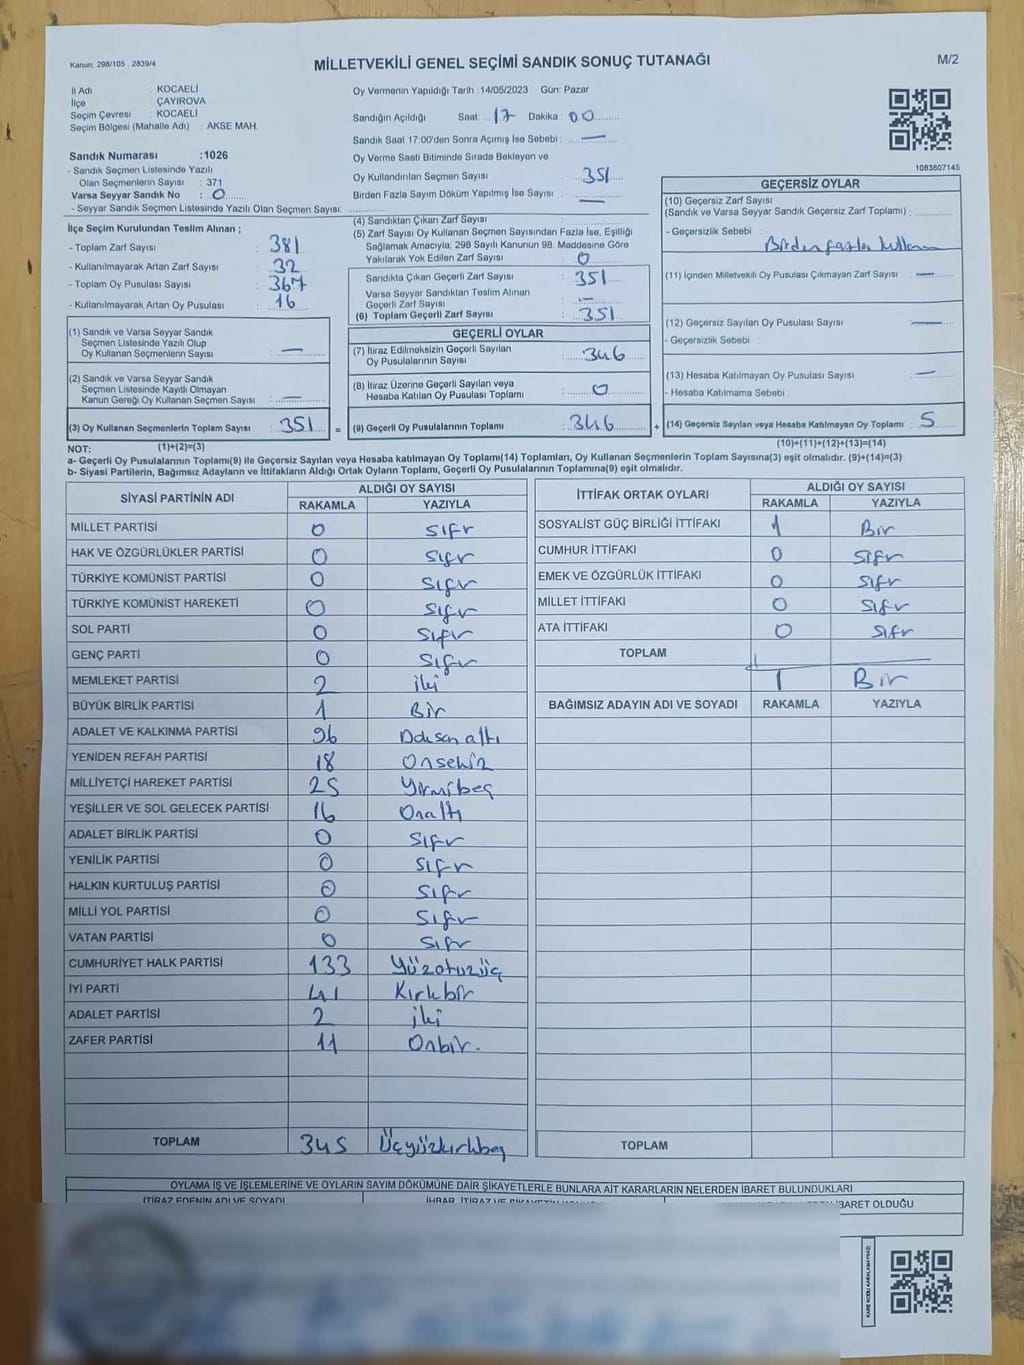 Kanun, 298/105 , 2839/4
MİLLETVEKİLİ GENEL SEÇİMİ SANDIK SONUÇ TUTANAĞI
M/2
İl Adı : KOCAELİ
İlçe : ÇAYIROVA
Seçim Çevresi : KOCAELİ
Seçim Bölgesi (Mahalle Adı) : AKSE MAH.
Sandık Numarası :1026
- Sandık Seçmen Listesinde Yazılı
Olan Seçmenlerin Sayısı : 371
Varsa Seyyar Sandık No : 0
- Seyyar Sandık Seçmen Listesinde Yazılı Olan Seçmen Sayısı:
Oy Vermenin Yapıldığı Tarih :14/05/2023 Gün: Pazar
Sandığın Açıldığı Saat: 17 Dakika: 00
Sandık Saat 17:00'den Sonra Açımış İse Sebebi : —
Oy Verme Saati Bitiminde Sırada Bekleyen ve
Oy Kullandırılan Seçmen Sayısı : 351
Birden Fazla Sayım Döküm Yapılmış İse Sayısı : —
1083807145
İlçe Seçim Kurulundan Teslim Alınan ;
- Toplam Zarf Sayısı : 381
- Kullanılmayarak Artan Zarf Sayısı : 32
- Toplam Oy Pusulası Sayısı : 367
- Kullanılmayarak Artan Oy Pusulası : 16
(1) Sandık ve Varsa Seyyar Sandık
Seçmen Listesinde Yazılı Olup
Oy Kullanan Seçmenlerin Sayısı : —
(2) Sandık ve Varsa Seyyar Sandık
Seçmen Listesinde Kayıtlı Olmayan
Kanun Gereği Oy Kullanan Seçmen Sayısı : —
(3) Oy Kullanan Seçmenlerin Toplam Sayısı : 351 =
(4) Sandıktan Çıkan Zarf Sayısı :
(5) Zarf Sayısı Oy Kullanan Seçmen Sayısından Fazla İse, Eşitliği
Sağlamak Amacıyla; 298 Sayılı Kanunun 98. Maddesine Göre
Yakılarak Yok Edilen Zarf Sayısı : 0
Sandıkta Çıkan Geçerli Zarf Sayısı : 351
Varsa Seyyar Sandıktan Teslim Alınan
Geçerli Zarf Sayısı : —
(6) Toplam Geçerli Zarf Sayısı : 351
GEÇERLİ OYLAR
(7) İtiraz Edilmeksizin Geçerli Sayılan
Oy Pusulalarının Sayısı : 346
(8) İtiraz Üzerine Geçerli Sayılan veya
Hesaba Katılan Oy Pusulası Toplamı : 0
(9) Geçerli Oy Pusulalarının Toplamı : 346 +
GEÇERSİZ OYLAR
(10) Geçersiz Zarf Sayısı
(Sandık ve Varsa Seyyar Sandık Geçersiz Zarf Toplamı) :
- Geçersizlik Sebebi :
Birden fazla kullanım
(11) İçinden Milletvekili Oy Pusulası Çıkmayan Zarf Sayısı : —
(12) Geçersiz Sayılan Oy Pusulası Sayısı : —
- Geçersizlik Sebebi :
(13) Hesaba Katılmayan Oy Pusulası Sayısı : —
- Hesaba Katılmama Sebebi :
(14) Geçersiz Sayılan veya Hesaba Katılmayan Oy Toplamı : 5
NOT: (1)+(2)=(3)
(10)+(11)+(12)+(13)=(14)
a- Geçerli Oy Pusulalarının Toplamı(9) ile Geçersiz Sayılan veya Hesaba katılmayan Oy Toplamı(14) Toplamları, Oy Kullanan Seçmenlerin Toplam Sayısına(3) eşit olmalıdır. (9)+(14)=(3)
b- Siyasi Partilerin, Bağımsız Adayların ve İttifakların Aldığı Ortak Oyların Toplamı, Geçerli Oy Pusulalarının Toplamına(9) eşit olmalıdır.
SİYASİ PARTİNİN ADI ALDIĞI OY SAYISI
RAKAMLA YAZIYLA
MİLLET PARTİSİ 0 Sıfır
HAK VE ÖZGÜRLÜKLER PARTİSİ 0 Sıfır
TÜRKİYE KOMÜNİST PARTİSİ 0 Sıfır
TÜRKİYE KOMÜNİST HAREKETİ 0 Sıfır
SOL PARTİ 0 Sıfır
GENÇ PARTİ 0 Sıfır
MEMLEKET PARTİSİ 2 iki
BÜYÜK BİRLİK PARTİSİ 1 Bir
ADALET VE KALKINMA PARTİSİ 96 Doksan altı
YENİDEN REFAH PARTİSİ 18 Onsekiz
MİLLİYETÇİ HAREKET PARTİSİ 25 Yirmibeş
YEŞİLLER VE SOL GELECEK PARTİSİ 16 Onaltı
ADALET BİRLİK PARTİSİ 0 Sıfır
YENİLİK PARTİSİ 0 Sıfır
HALKIN KURTULUŞ PARTİSİ 0 Sıfır
MİLLİ YOL PARTİSİ 0 Sıfır
VATAN PARTİSİ 0 Sıfır
CUMHURİYET HALK PARTİSİ 133 Yüzotuzüç
İYİ PARTİ 41 Kırkbir
ADALET PARTİSİ 2 iki
ZAFER PARTİSİ 11 Onbir.
TOPLAM 345 Üçyüzkırkbeş
İTTİFAK ORTAK OYLARI ALDIĞI OY SAYISI
RAKAMLA YAZIYLA
SOSYALİST GÜÇ BİRLİĞİ İTTİFAKI 1 Bir
CUMHUR İTTİFAKI 0 Sıfır
EMEK VE ÖZGÜRLÜK İTTİFAKI 0 Sıfır
MİLLET İTTİFAKI 0 Sıfır
ATA İTTİFAKI 0 Sıfır
TOPLAM
1 Bir
BAĞIMSIZ ADAYIN ADI VE SOYADI RAKAMLA YAZIYLA
TOPLAM
OYLAMA İŞ VE İŞLEMLERİNE VE OYLARIN SAYIM DÖKÜMÜNE DAİR ŞİKAYETLERLE BUNLARA AİT KARARLARIN NELERDEN İBARET BULUNDUKLARI
İTİRAZ EDENİN ADI VE SOYADI
İBARET OLDUĞU